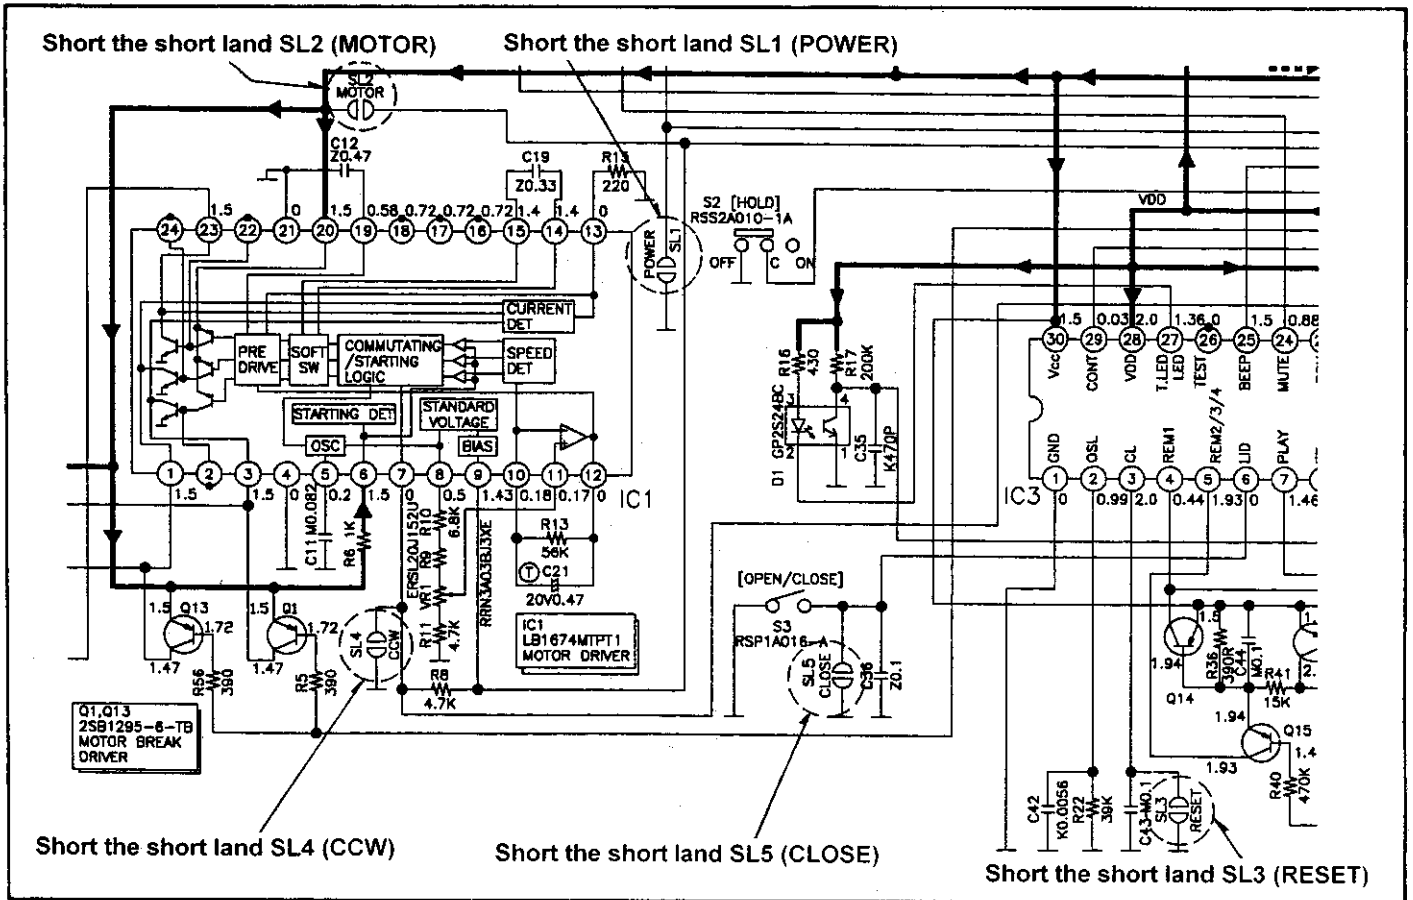 Short the short land SL2 (MOTOR)
Short the short land SL1 (POWER)
SL2
MOTOR
C12
Z0.47
C19
Z0.33
R15
220
S2 [HOLD]
RSS2A010-1A
OFF
C
ON
POWER
SL1
VDD
1.5
0
1.5
0.58
0.72
0.72
0.72
1.4
1.4
0
24
23
22
21
20
19
18
17
16
15
14
13
CURRENT
DET
PRE
DRIVE
SOFT
SW
COMMUTATING
/STARTING
LOGIC
SPEED
DET
STARTING DET
STANDARD
VOLTAGE
OSC
BIAS
1
2
3
4
5
6
7
8
9
10
11
12
IC1
1.5
1.5
0
0.2
1.5
0
0.5
1.43
0.18
0.17
0
C11 M0.082
R6 1K
ERSL20J152U
R10
6.8K
R9
VR1
R11
4.7K
RRN3A03BJ3XE
R13
56K
T
C21
20V0.47
IC1
LB1674MTPT1
MOTOR DRIVER
R16
430
R17
200K
3
4
2
1
D1 GP2S24BC
C35
K470P
1.5
0.03
2.0
1.36
0
1.5
0.88
30
29
28
27
26
25
24
Vcc
CONT
VDD
T.LED
LED
TEST
BEEP
MUTE
GND
OSL
CL
REM1
REM2/3/4
LID
PLAY
IC3
1
2
3
4
5
6
7
0
0.99
2.0
0.44
1.93
0
1.46
Q13
1.5
1.72
1.47
R56
390
Q1
1.5
1.72
1.47
R5
390
SL4
CCW
R8
4.7K
[OPEN/CLOSE]
S3
RSP1A016-A
SL5
CLOSE
C36
Z0.1
Q1,Q13
2SB1295-6-TB
MOTOR BREAK
DRIVER
1.5
1.94
Q14
R36
390R
C44
M0.1
R41
15K
2.
1.94
Q15
1.4
1.93
R40
470K
C42
K0.0056
R22
39K
C43 M0.1
SL3
RESET
Short the short land SL4 (CCW)
Short the short land SL5 (CLOSE)
Short the short land SL3 (RESET)